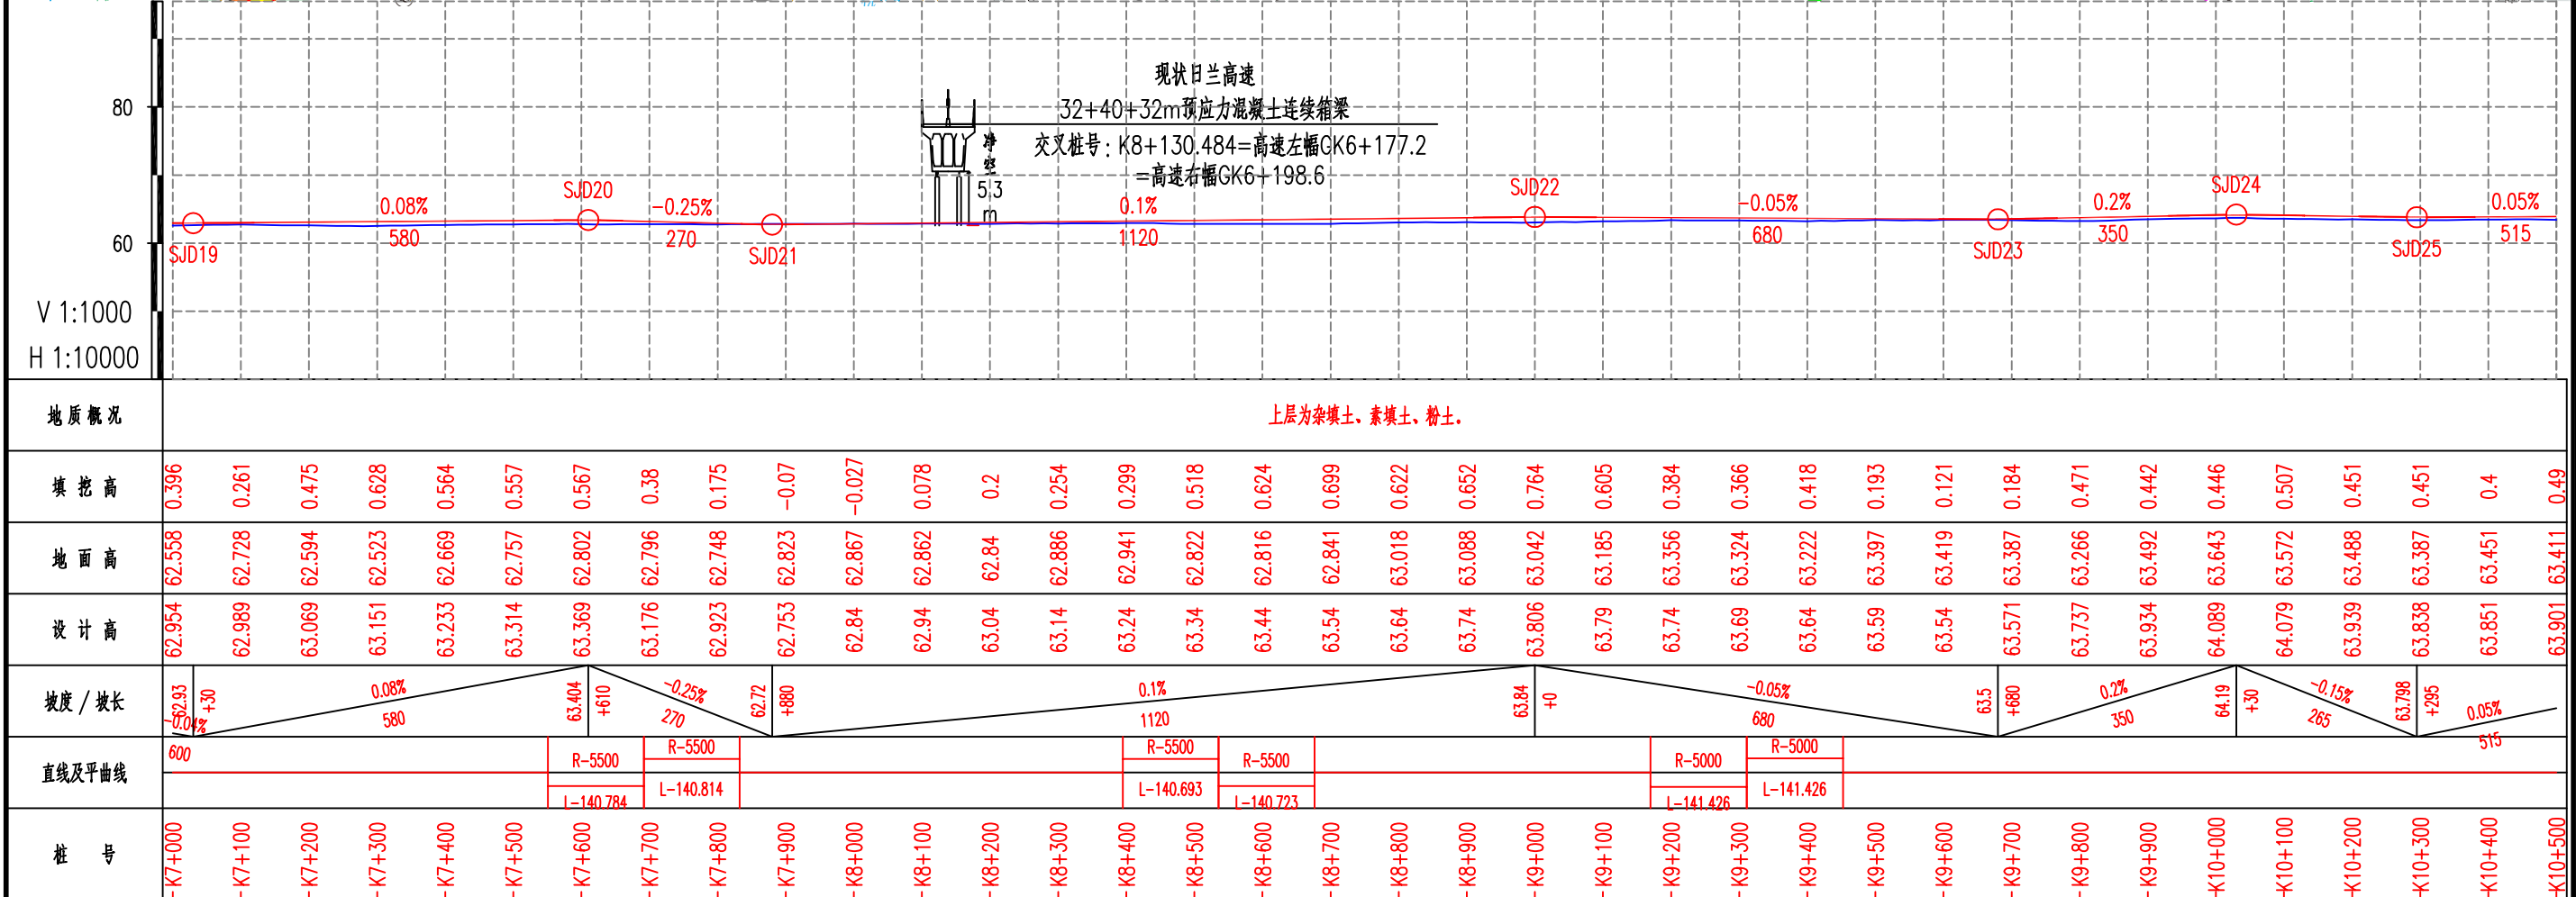 现状日兰高速
80
32+40+32m预应力混凝土连续箱梁
净空5.3m
交叉桩号：K8+130.484=高速左幅GK6+177.2
=高速右幅GK6+198.6
SJD20 SJD22 SJD24
0.08% -0.25% 0.1% -0.05% 0.2% 0.05%
60
580 270 1120 680 350 515
SJD19 SJD21 SJD23 SJD25
V 1:1000
H 1:10000
地质概况 上层为杂填土、素填土、粉土。
填挖高 0.396 0.261 0.475 0.628 0.564 0.557 0.567 0.38 0.175 -0.07 -0.027 0.078 0.2 0.254 0.299 0.518 0.624 0.699 0.622 0.652 0.764 0.605 0.384 0.366 0.418 0.193 0.121 0.184 0.471 0.442 0.446 0.507 0.451 0.451 0.4 0.49
地面高 62.558 62.728 62.594 62.523 62.669 62.757 62.802 62.796 62.748 62.823 62.867 62.862 62.84 62.886 62.941 62.822 62.816 62.841 63.018 63.088 63.042 63.185 63.356 63.324 63.222 63.397 63.419 63.387 63.266 63.492 63.643 63.572 63.488 63.387 63.451 63.411
设计高 62.954 62.989 63.069 63.151 63.233 63.314 63.369 63.176 62.923 62.753 62.84 62.94 63.04 63.14 63.24 63.34 63.44 63.54 63.64 63.74 63.806 63.79 63.74 63.69 63.64 63.59 63.54 63.571 63.737 63.934 64.089 64.079 63.939 63.838 63.851 63.901
坡度/坡长
-0.04% 600
62.93 +30
0.08% 580
63.404 +610
-0.25% 270
62.72 +880
0.1% 1120
63.84 +0
-0.05% 680
63.5 +680
0.2% 350
64.19 +30
-0.15% 265
63.798 +295
0.05% 515
直线及平曲线
R-5500 L-140.784
R-5500 L-140.814
R-5500 L-140.693
R-5500 L-140.723
R-5000 L-141.426
R-5000 L-141.426
桩号 K7+000 K7+100 K7+200 K7+300 K7+400 K7+500 K7+600 K7+700 K7+800 K7+900 K8+000 K8+100 K8+200 K8+300 K8+400 K8+500 K8+600 K8+700 K8+800 K8+900 K9+000 K9+100 K9+200 K9+300 K9+400 K9+500 K9+600 K9+700 K9+800 K9+900 K10+000 K10+100 K10+200 K10+300 K10+400 K10+500